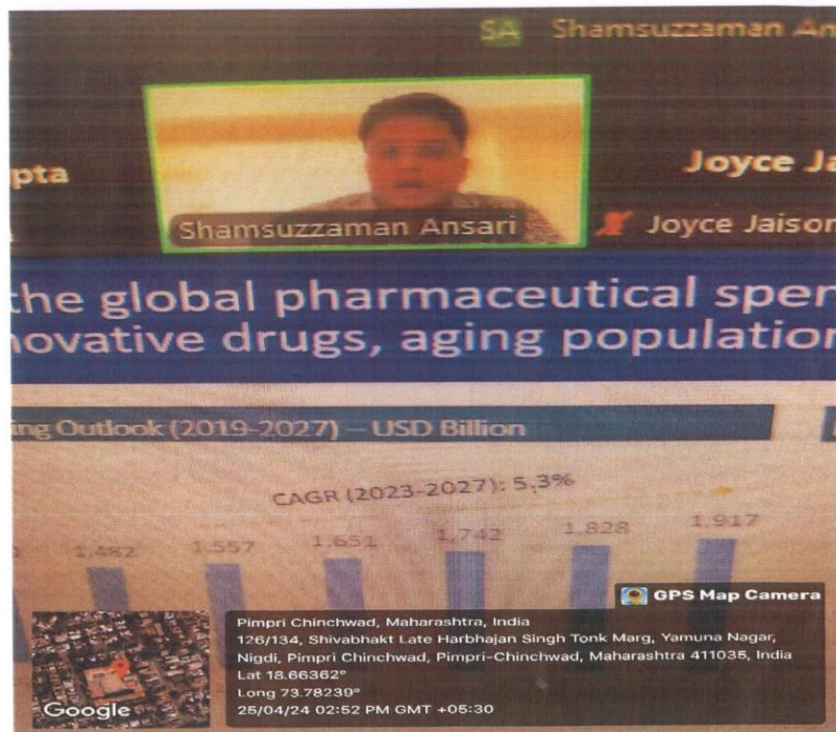 SA Shamsuzzaman An
pta
Joyce Ja
Shamsuzzaman Ansari
Joyce Jaison
the global pharmaceutical spen
novative drugs, aging population
ing Outlook (2019-2027) – USD Billion
CAGR (2023-2027): 5.3%
1,482 1,557 1,651 1,742 1,828 1,917
GPS Map Camera
Pimpri Chinchwad, Maharashtra, India
126/134, Shivabhakt Late Harbhajan Singh Tonk Marg, Yamuna Nagar,
Nigdi, Pimpri Chinchwad, Pimpri-Chinchwad, Maharashtra 411035, India
Lat 18.66362°
Long 73.78239°
25/04/24 02:52 PM GMT +05:30
Google